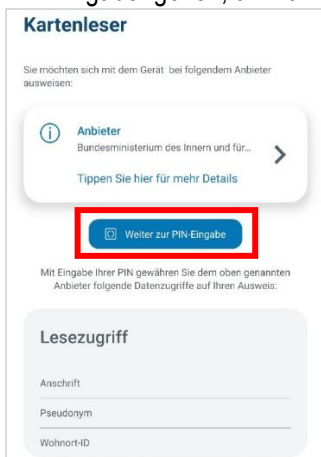 Kartenleser
Sie möchten sich mit dem Gerät bei folgendem Anbieter
ausweisen:
Anbieter
Bundesministerium des Innern und für...
Tippen Sie hier für mehr Details
Weiter zur PIN-Eingabe
Mit Eingabe Ihrer PIN gewähren Sie dem oben genannten
Anbieter folgende Datenzugriffe auf Ihren Ausweis:
Lesezugriff
Anschrift
Pseudonym
Wohnort-ID